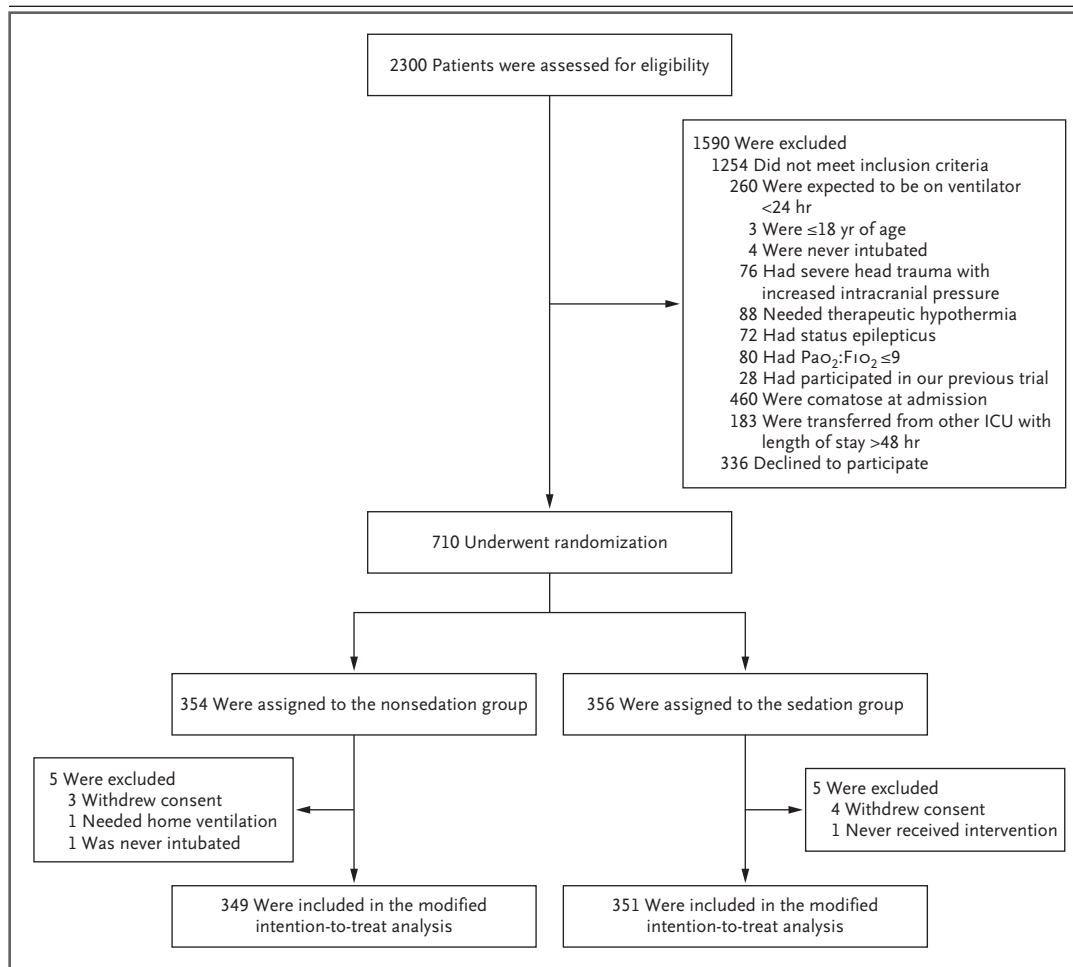 2300 Patients were assessed for eligibility
1590 Were excluded
1254 Did not meet inclusion criteria
260 Were expected to be on ventilator
<24 hr
3 Were ≤18 yr of age
4 Were never intubated
76 Had severe head trauma with
increased intracranial pressure
88 Needed therapeutic hypothermia
72 Had status epilepticus
80 Had PaO₂:FIO₂ ≤9
28 Had participated in our previous trial
460 Were comatose at admission
183 Were transferred from other ICU with
length of stay >48 hr
336 Declined to participate
710 Underwent randomization
354 Were assigned to the nonsedation group
356 Were assigned to the sedation group
5 Were excluded
3 Withdrew consent
1 Needed home ventilation
1 Was never intubated
5 Were excluded
4 Withdrew consent
1 Never received intervention
349 Were included in the modified
intention-to-treat analysis
351 Were included in the modified
intention-to-treat analysis